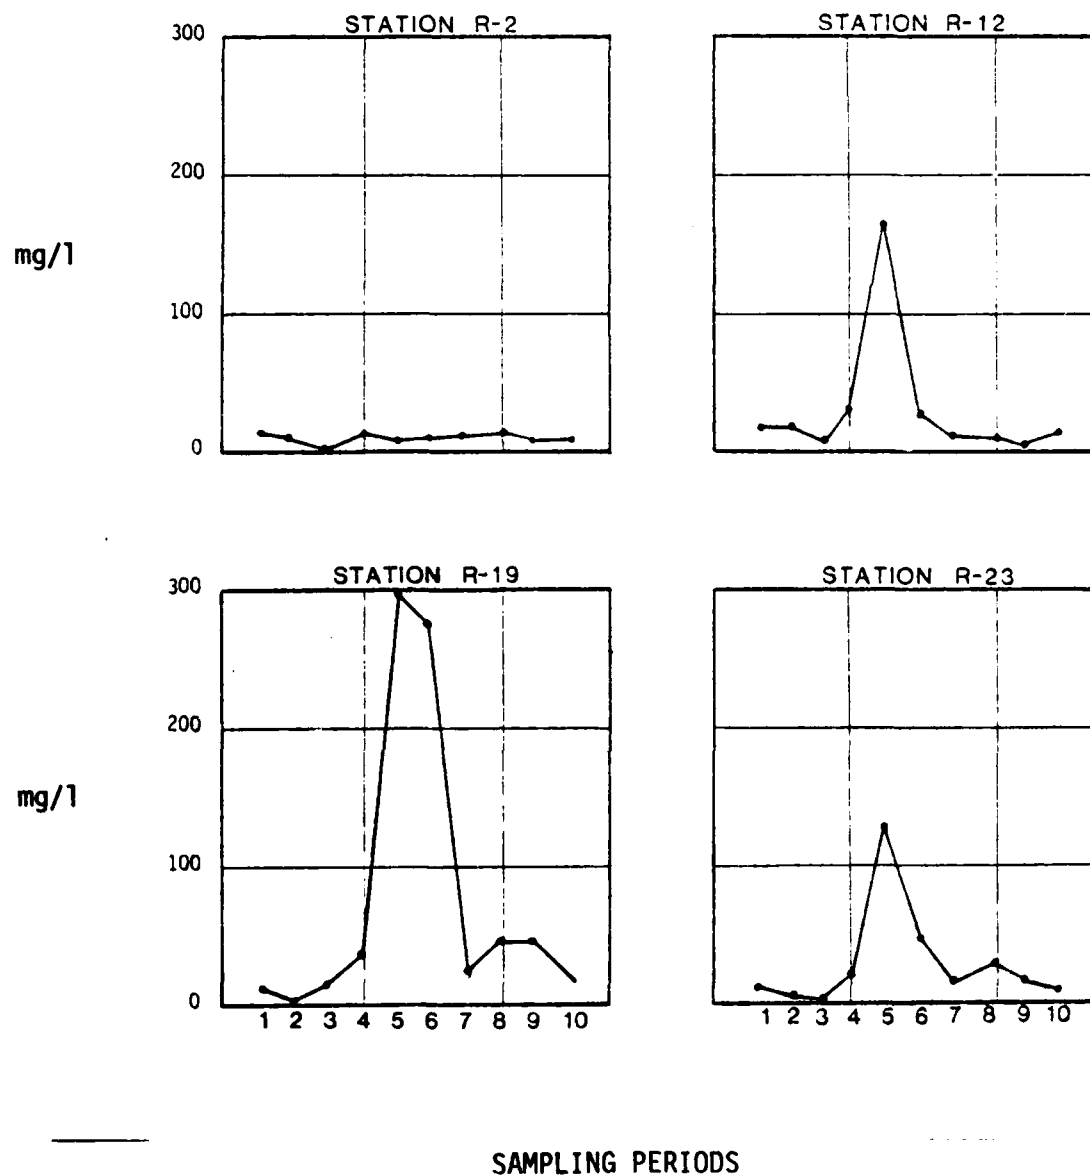 STATION R-2
300
200
mg/l
100
0
STATION R-12
STATION R-19
300
200
mg/l
100
0
1 2 3 4 5 6 7 8 9 10
STATION R-23
1 2 3 4 5 6 7 8 9 10
SAMPLING PERIODS